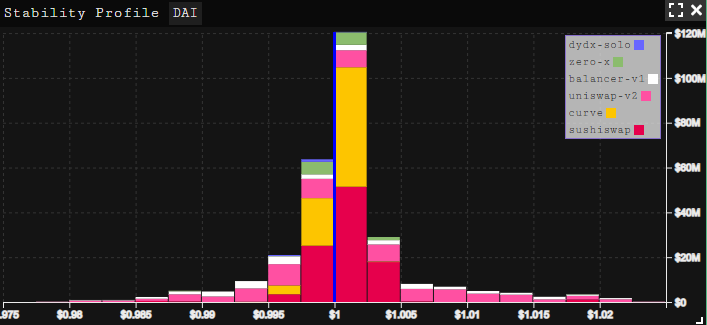 Stability Profile DAI
dydx-solo
zero-x
balancer-v1
uniswap-v2
curve
sushiswap
$120M
$100M
$80M
$60M
$40M
$20M
$0
.975 $0.98 $0.985 $0.99 $0.995 $1 $1.005 $1.01 $1.015 $1.02